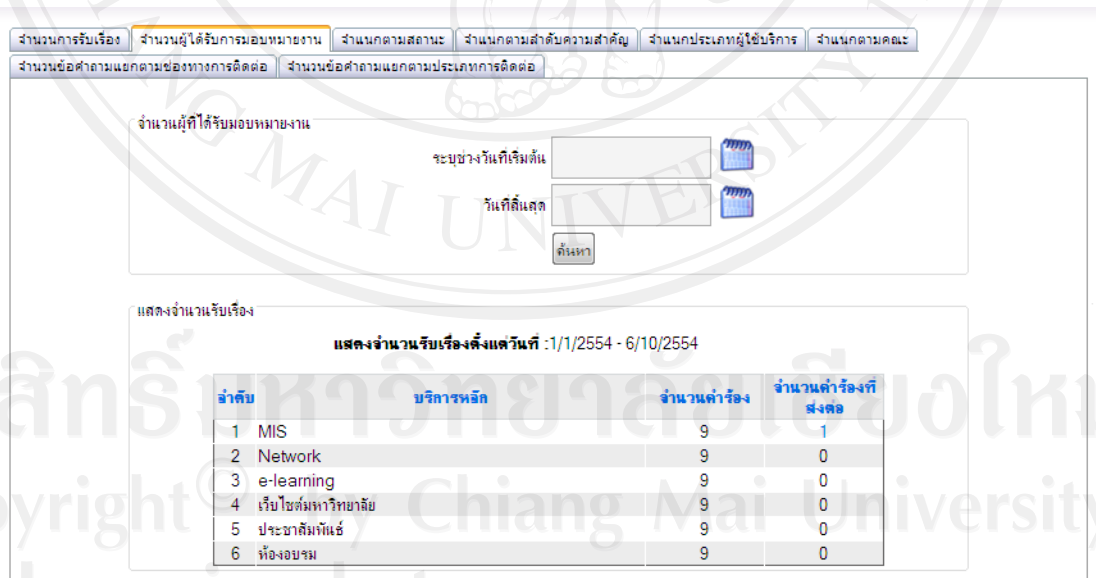 จำนวนการรับเรื่อง จำนวนผู้ได้รับการมอบหมายงาน จำแนกตามสถานะ จำแนกตามลำดับความสำคัญ จำแนกประเภทผู้ใช้บริการ จำแนกตามคณะ
จำนวนข้อคำถามแยกตามช่องทางการติดต่อ จำนวนข้อคำถามแยกตามประเภทการติดต่อ
จำนวนผู้ที่ได้รับมอบหมายงาน
ระบุช่วงวันที่เริ่มต้น
วันที่สิ้นสุด
ค้นหา
แสดงจำนวนรับเรื่อง
แสดงจำนวนรับเรื่องตั้งแต่วันที่ :1/1/2554 - 6/10/2554
ลำดับ บริการหลัก จำนวนคำร้อง จำนวนคำร้องที่
ส่งต่อ
1 MIS 9 1
2 Network 9 0
3 e-learning 9 0
4 เว็บไซต์มหาวิทยาลัย 9 0
5 ประชาสัมพันธ์ 9 0
6 ห้องอบรม 9 0
MAI UNIVERSITY
Chiang Mai University